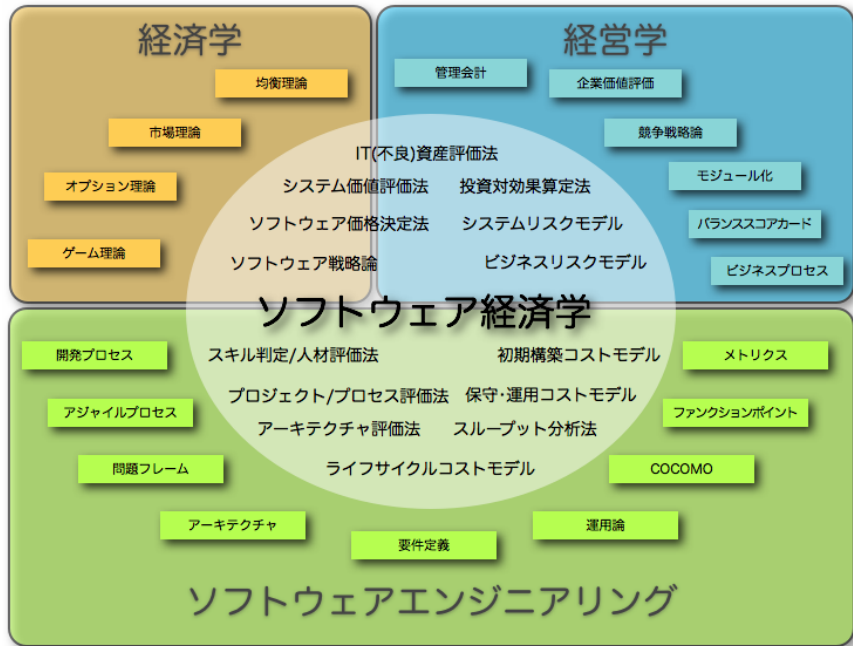 経済学
均衡理論
市場理論
オプション理論
ゲーム理論
経営学
管理会計
企業価値評価
競争戦略論
モジュール化
バランススコアカード
ビジネスプロセス
IT(不良)資産評価法
システム価値評価法
投資対効果算定法
ソフトウェア価格決定法
システムリスクモデル
ソフトウェア戦略論
ビジネスリスクモデル
ソフトウェア経済学
スキル判定/人材評価法
初期構築コストモデル
プロジェクト/プロセス評価法
保守・運用コストモデル
アーキテクチャ評価法
スループット分析法
ライフサイクルコストモデル
開発プロセス
アジャイルプロセス
問題フレーム
アーキテクチャ
要件定義
運用論
COCOMO
ファンクションポイント
メトリクス
ソフトウェアエンジニアリング